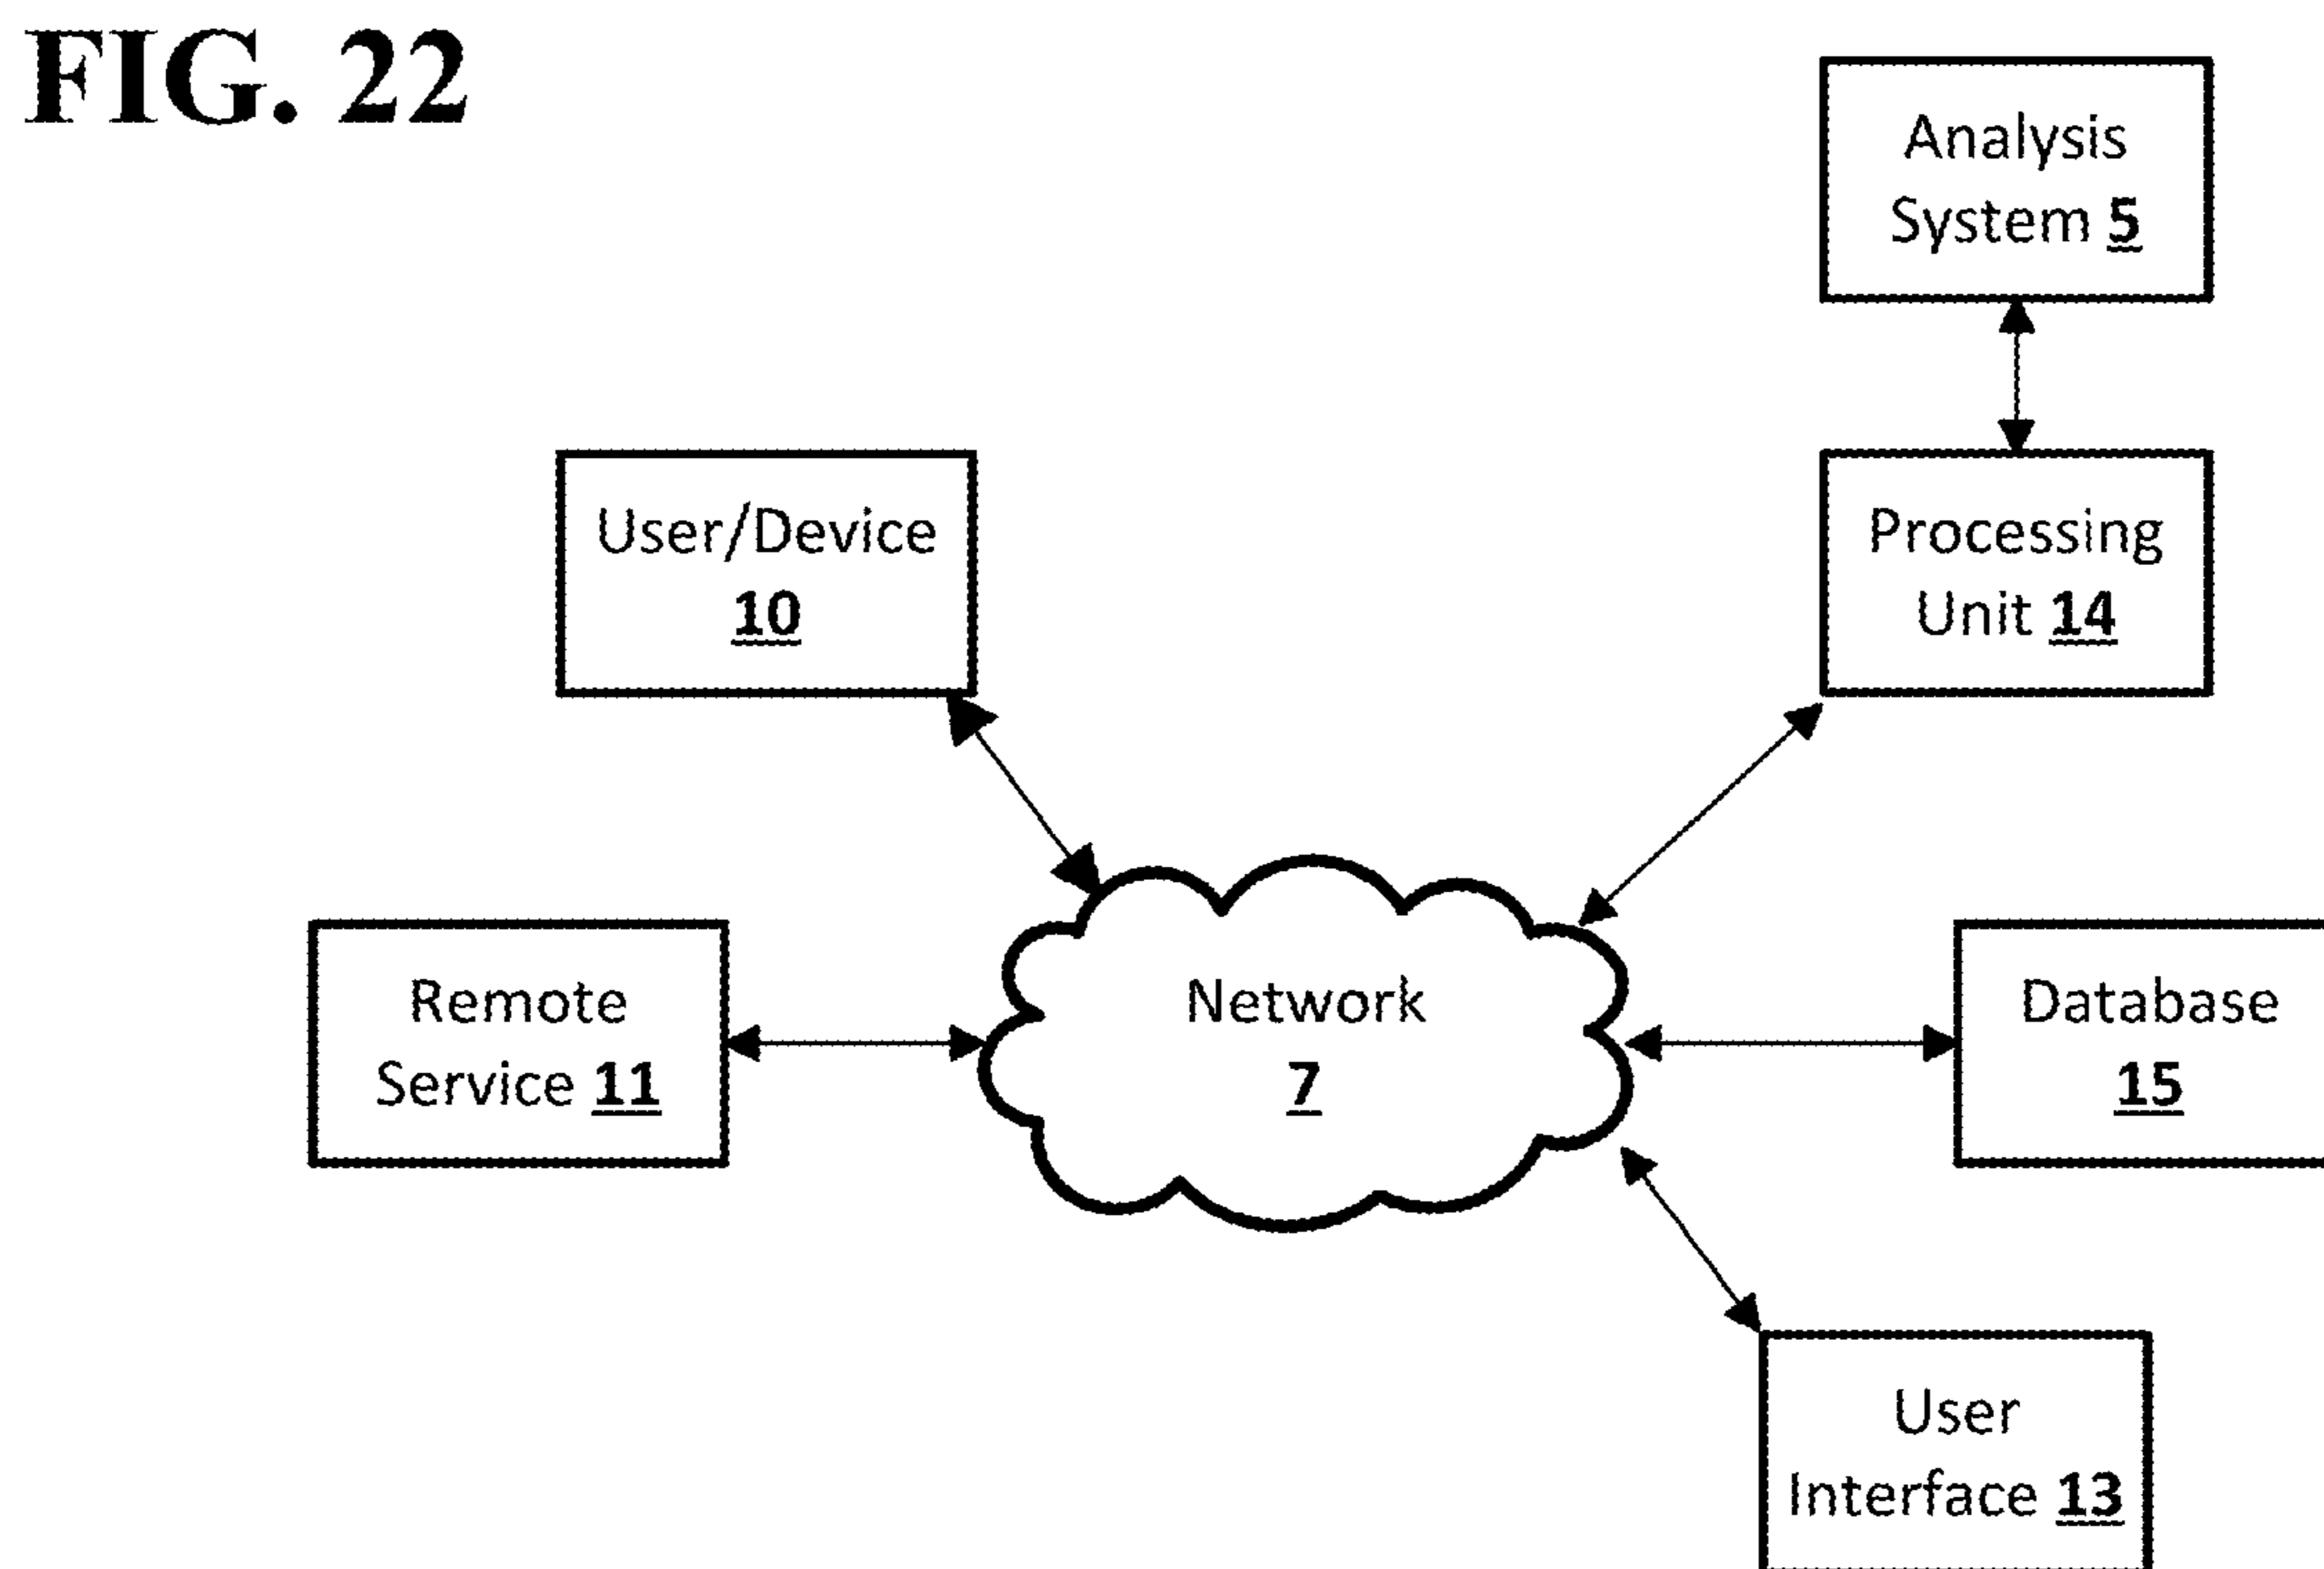 FIG. 22
Analysis
System 5
User/Device
10
Processing
Unit 14
Remote
Service 11
Network
7
Database
15
User
Interface 13